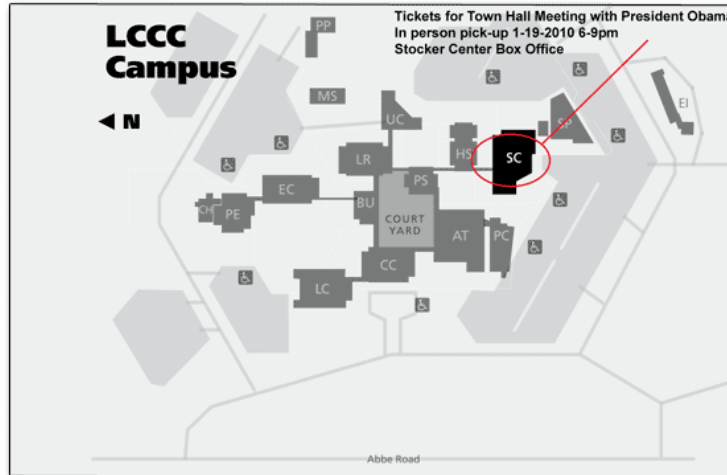 Tickets for Town Hall Meeting with President Obama
In person pick-up 1-19-2010 6-9pm
Stocker Center Box Office
LCCC
Campus
N
PP
MS
UC
EI
SP
HS
SC
LR
PS
EC
BU
CH
PE
COURT
YARD
AT
PC
CC
LC
Abbe Road